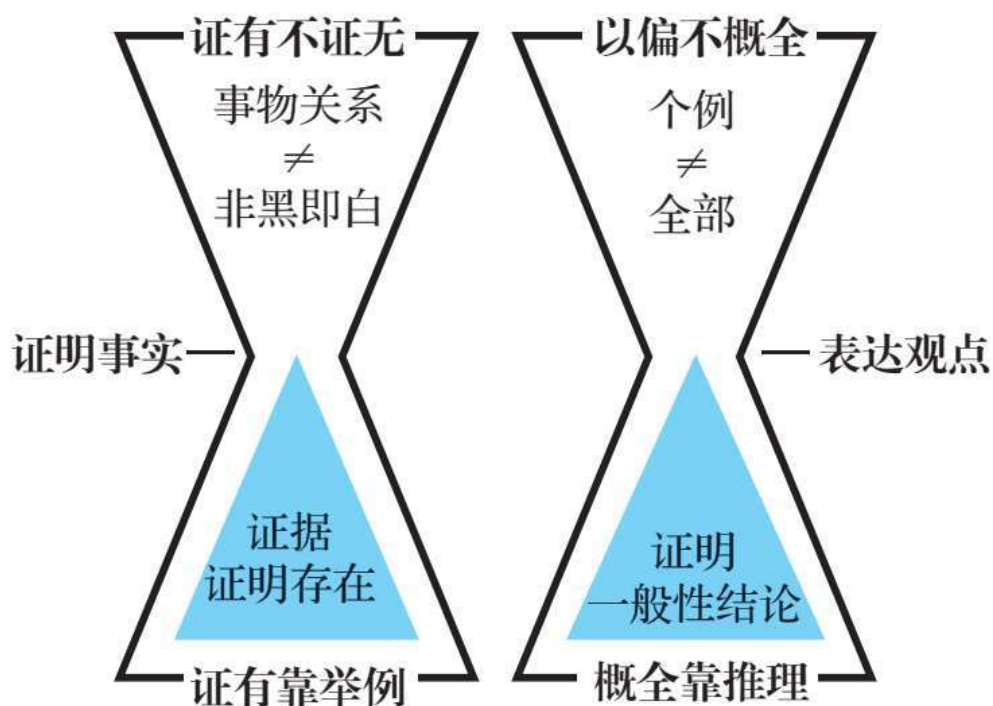 证有不证无
事物关系
≠
非黑即白
证明事实
证据
证明存在
证有靠举例
以偏不概全
个例
≠
全部
表达观点
证明
一般性结论
概全靠推理